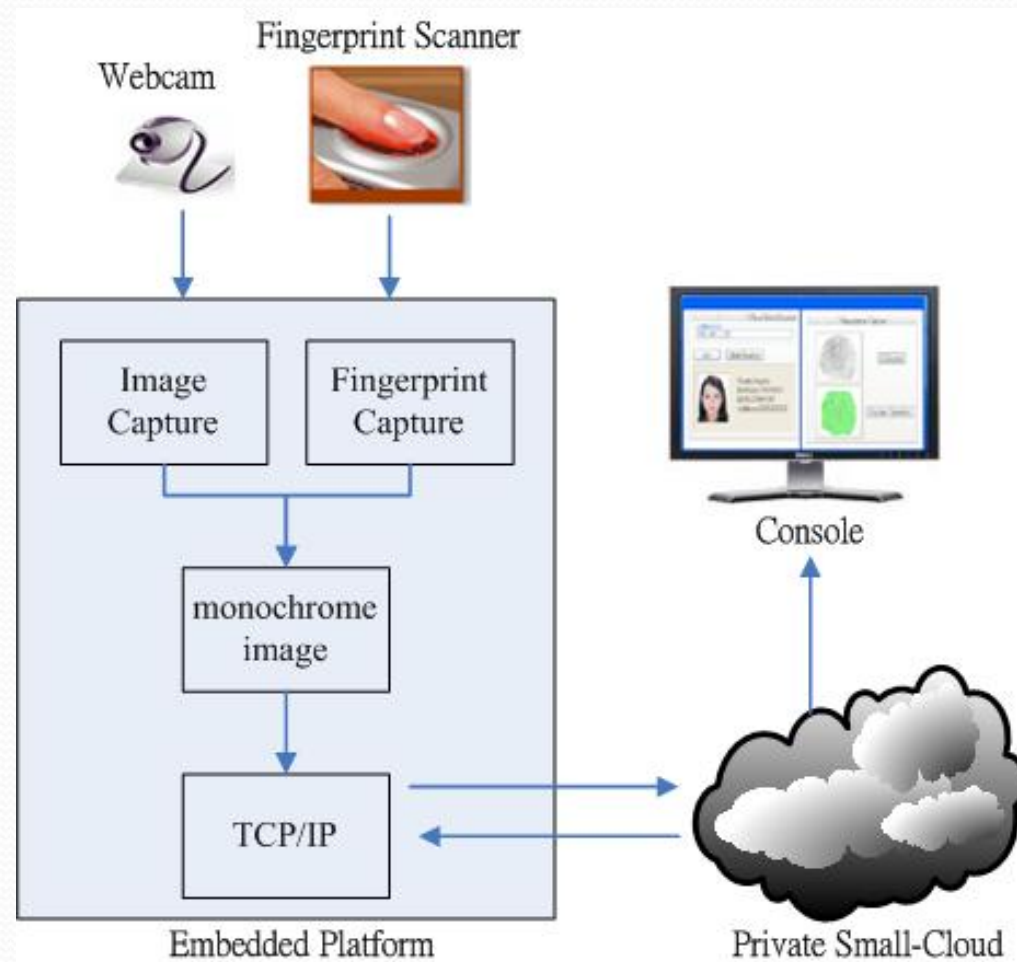 Fingerprint Scanner
Webcam
Image
Capture
Fingerprint
Capture
monochrome
image
TCP/IP
Embedded Platform
Console
Private Small-Cloud